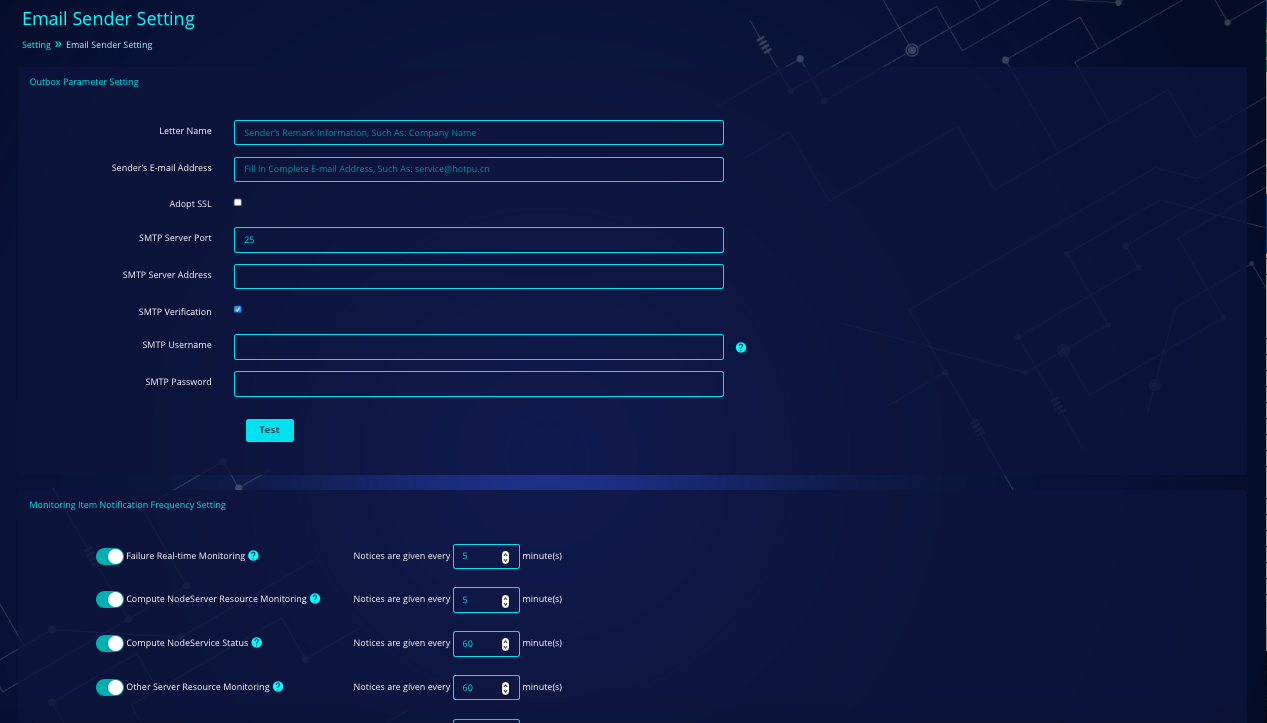 Email Sender Setting
Setting » Email Sender Setting
Outbox Parameter Setting
Letter Name Sender's Remark Information, Such As: Company Name
Sender's E-mail Address Fill in Complete E-mail Address, Such As: service@hotpu.cn
Adopt SSL
SMTP Server Port 25
SMTP Server Address
SMTP Verification
SMTP Username ?
SMTP Password
Test
Monitoring Item Notification Frequency Setting
Failure Real-time Monitoring ? Notices are given every 5 minute(s)
Compute NodeServer Resource Monitoring ? Notices are given every 5 minute(s)
Compute NodeService Status ? Notices are given every 60 minute(s)
Other Server Resource Monitoring ? Notices are given every 60 minute(s)